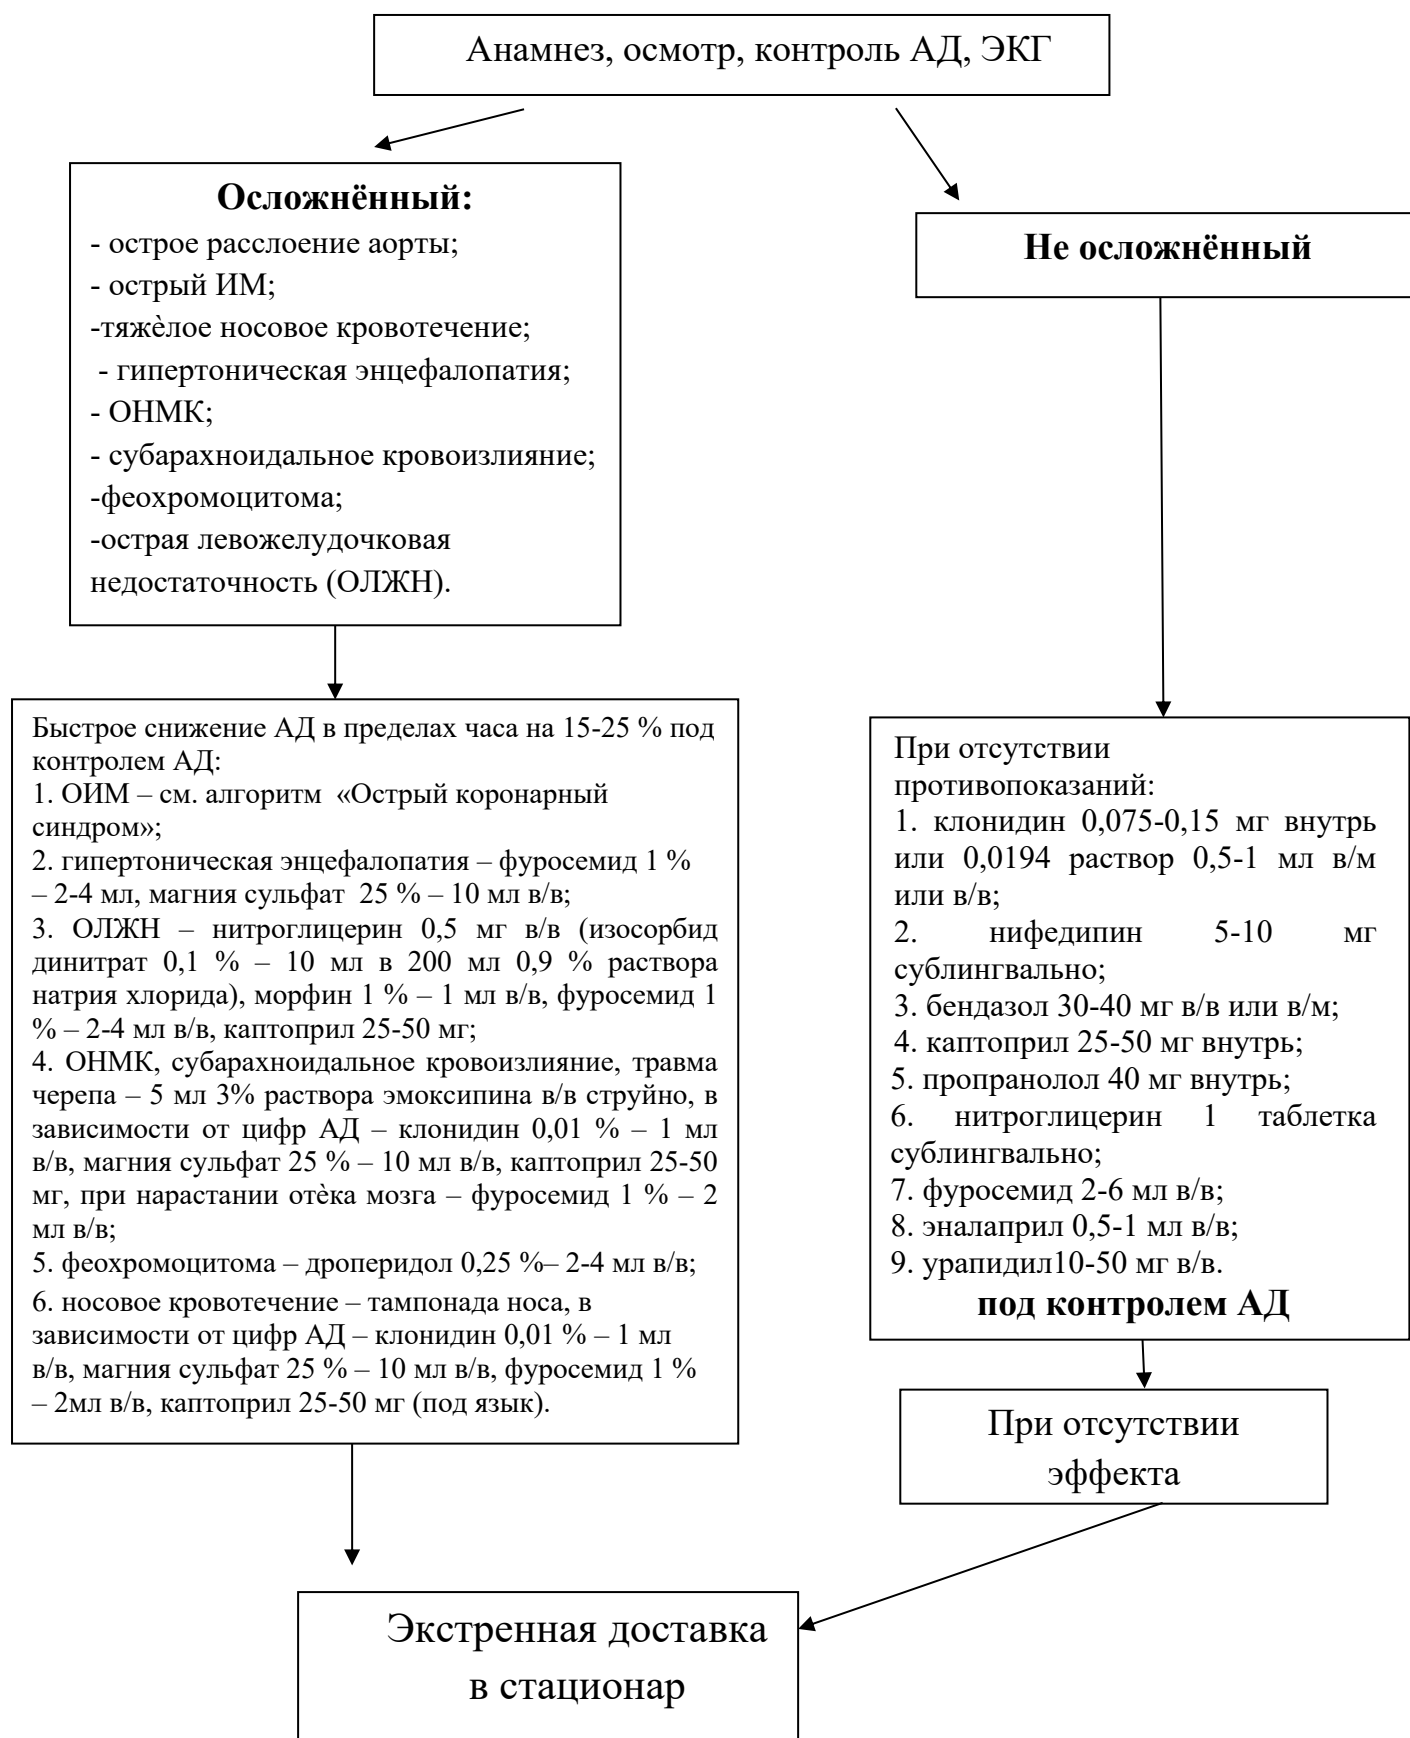 Анамнез, осмотр, контроль АД, ЭКГ
Осложнённый:
- острое расслоение аорты;
- острый ИМ;
-тяжѐлое носовое кровотечение;
- гипертоническая энцефалопатия;
- ОНМК;
- субарахноидальное кровоизлияние;
-феохромоцитома;
-острая левожелудочковая
недостаточность (ОЛЖН).
Не осложнённый
Быстрое снижение АД в пределах часа на 15-25 % под
контролем АД:
1. ОИМ – см. алгоритм «Острый коронарный
синдром»;
2. гипертоническая энцефалопатия – фуросемид 1 %
– 2-4 мл, магния сульфат 25 % – 10 мл в/в;
3. ОЛЖН – нитроглицерин 0,5 мг в/в (изосорбид
динитрат 0,1 % – 10 мл в 200 мл 0,9 % раствора
натрия хлорида), морфин 1 % – 1 мл в/в, фуросемид 1
% – 2-4 мл в/в, каптоприл 25-50 мг;
4. ОНМК, субарахноидальное кровоизлияние, травма
черепа – 5 мл 3% раствора эмоксипина в/в струйно, в
зависимости от цифр АД – клонидин 0,01 % – 1 мл
в/в, магния сульфат 25 % – 10 мл в/в, каптоприл 25-50
мг, при нарастании отѐка мозга – фуросемид 1 % – 2
мл в/в;
5. феохромоцитома – дроперидол 0,25 %– 2-4 мл в/в;
6. носовое кровотечение – тампонада носа, в
зависимости от цифр АД – клонидин 0,01 % – 1 мл
в/в, магния сульфат 25 % – 10 мл в/в, фуросемид 1 %
– 2мл в/в, каптоприл 25-50 мг (под язык).
При отсутствии
противопоказаний:
1. клонидин 0,075-0,15 мг внутрь
или 0,0194 раствор 0,5-1 мл в/м
или в/в;
2. нифедипин 5-10 мг
сублингвально;
3. бендазол 30-40 мг в/в или в/м;
4. каптоприл 25-50 мг внутрь;
5. пропранолол 40 мг внутрь;
6. нитроглицерин 1 таблетка
сублингвально;
7. фуросемид 2-6 мл в/в;
8. эналаприл 0,5-1 мл в/в;
9. урапидил10-50 мг в/в.
под контролем АД
При отсутствии
эффекта
Экстренная доставка
в стационар